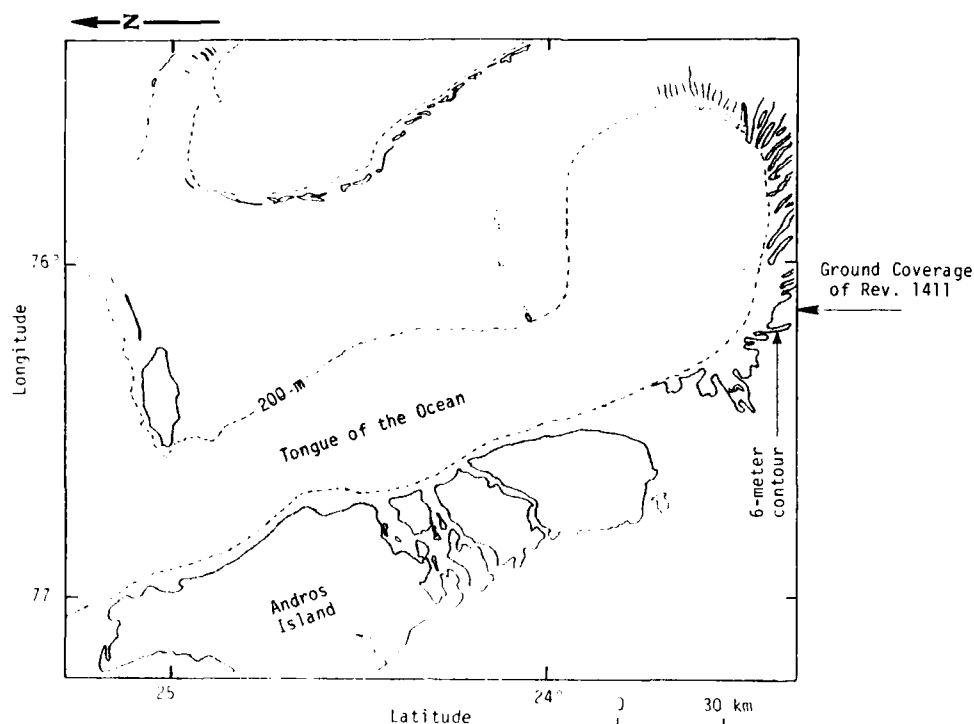 N
76°
Ground Coverage
of Rev. 1411
Longitude
200-m
Tongue of the Ocean
6-meter
contour
Andros
Island
77
25
24°
Latitude
0 30 km